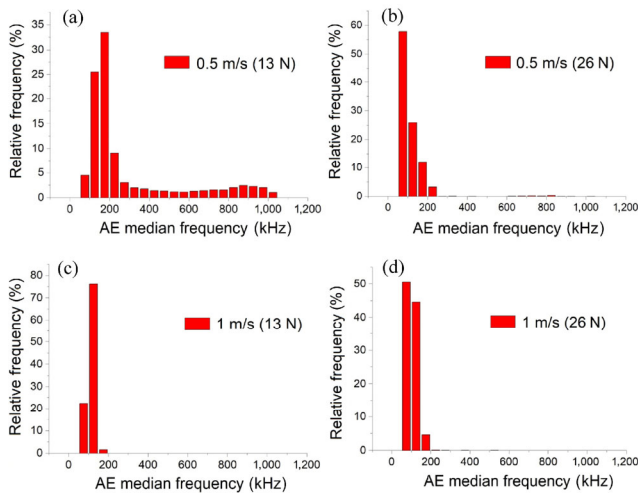 (a)
35
30
25
20
15
10
5
0
Relative frequency (%)
0.5 m/s (13 N)
0 200 400 600 800 1,000 1,200
AE median frequency (kHz)
(b)
60
50
40
30
20
10
0
Relative frequency (%)
0.5 m/s (26 N)
0 200 400 600 800 1,000 1,200
AE median frequency (kHz)
(c)
80
70
60
50
40
30
20
10
0
Relative frequency (%)
1 m/s (13 N)
0 200 400 600 800 1,000 1,200
AE median frequency (kHz)
(d)
50
40
30
20
10
0
Relative frequency (%)
1 m/s (26 N)
0 200 400 600 800 1,000 1,200
AE median frequency (kHz)